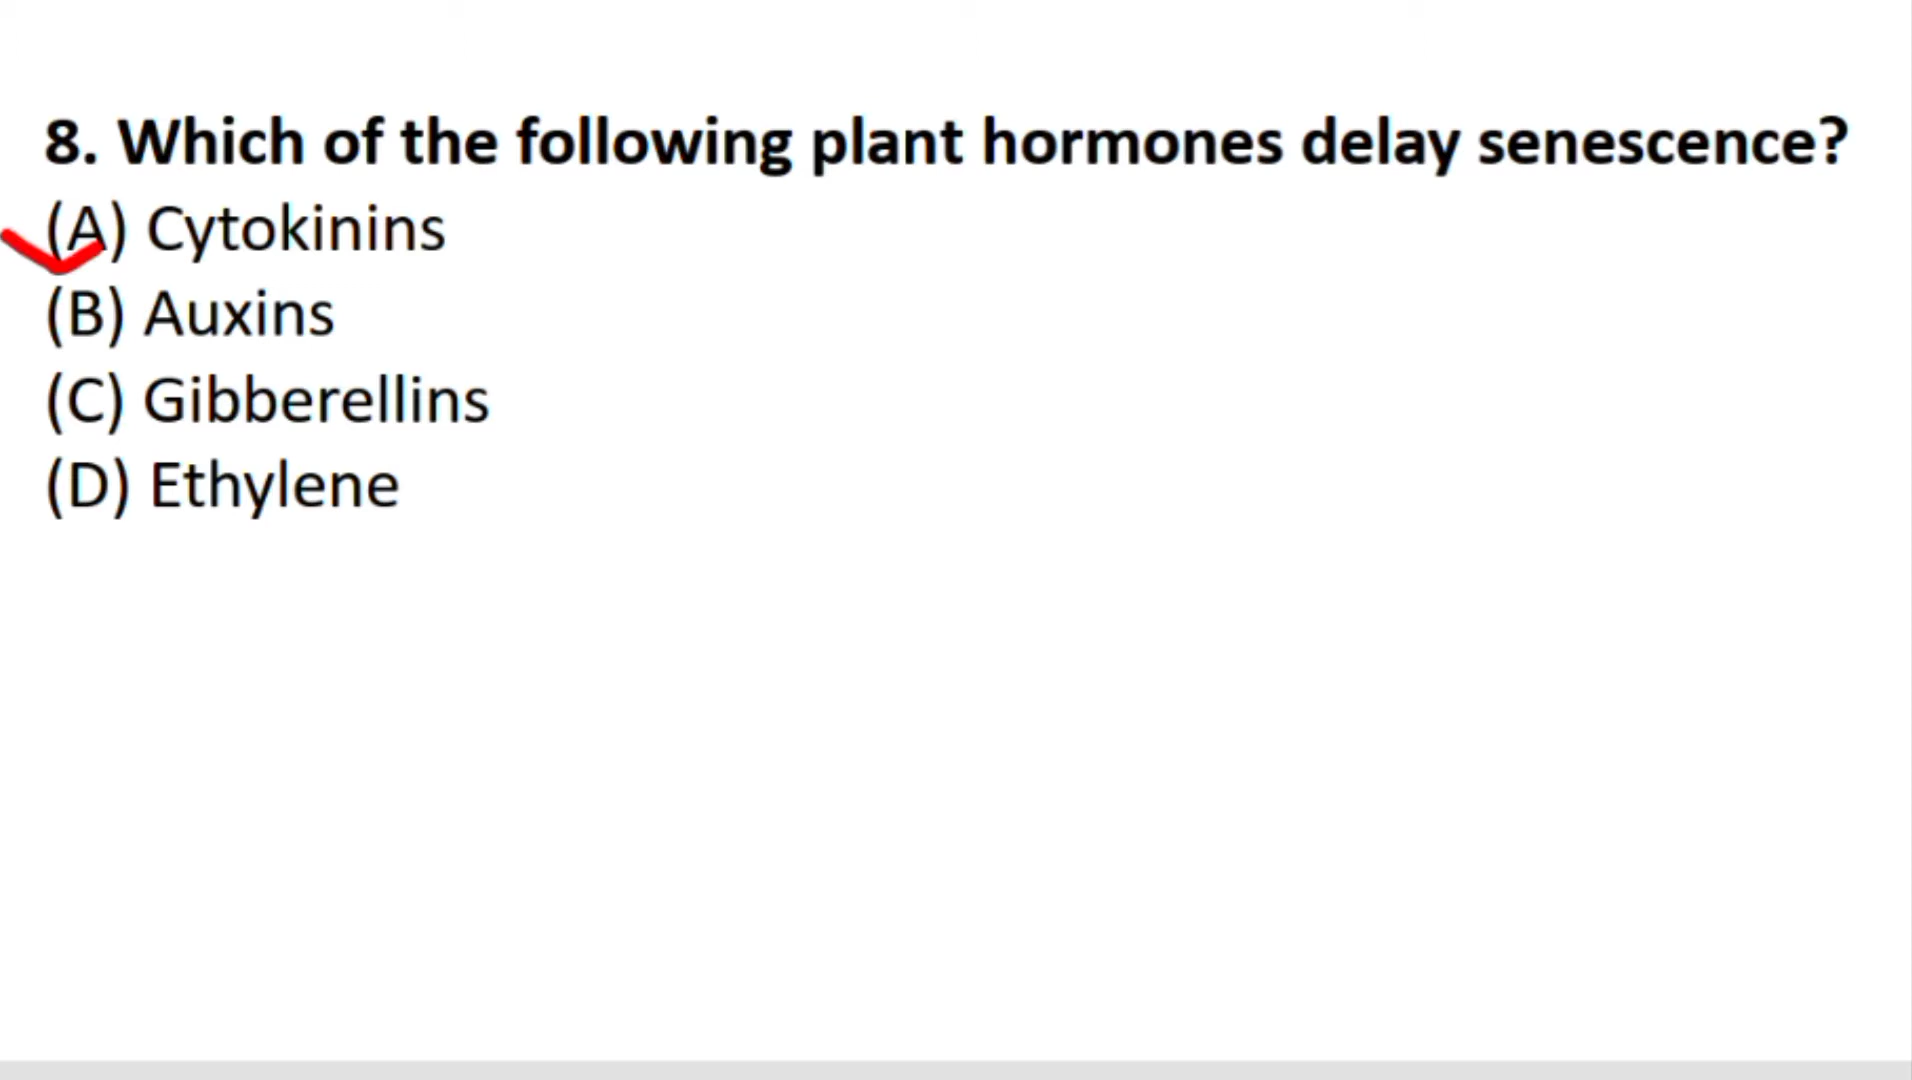 8. Which of the following plant hormones delay senescence?
(A) Cytokinins
(B) Auxins
(C) Gibberellins
(D) Ethylene